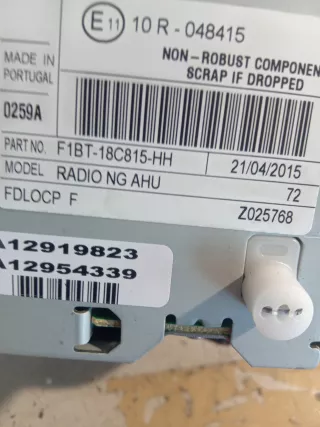 E11 10 R - 048415
MADE IN
PORTUGAL
NON - ROBUST COMPONEN
SCRAP IF DROPPED
0259A
PART NO. F1BT-18C815-HH 21/04/2015
MODEL RADIO NG AHU 72
FDLOCP F Z025768
A12919823
A12954339